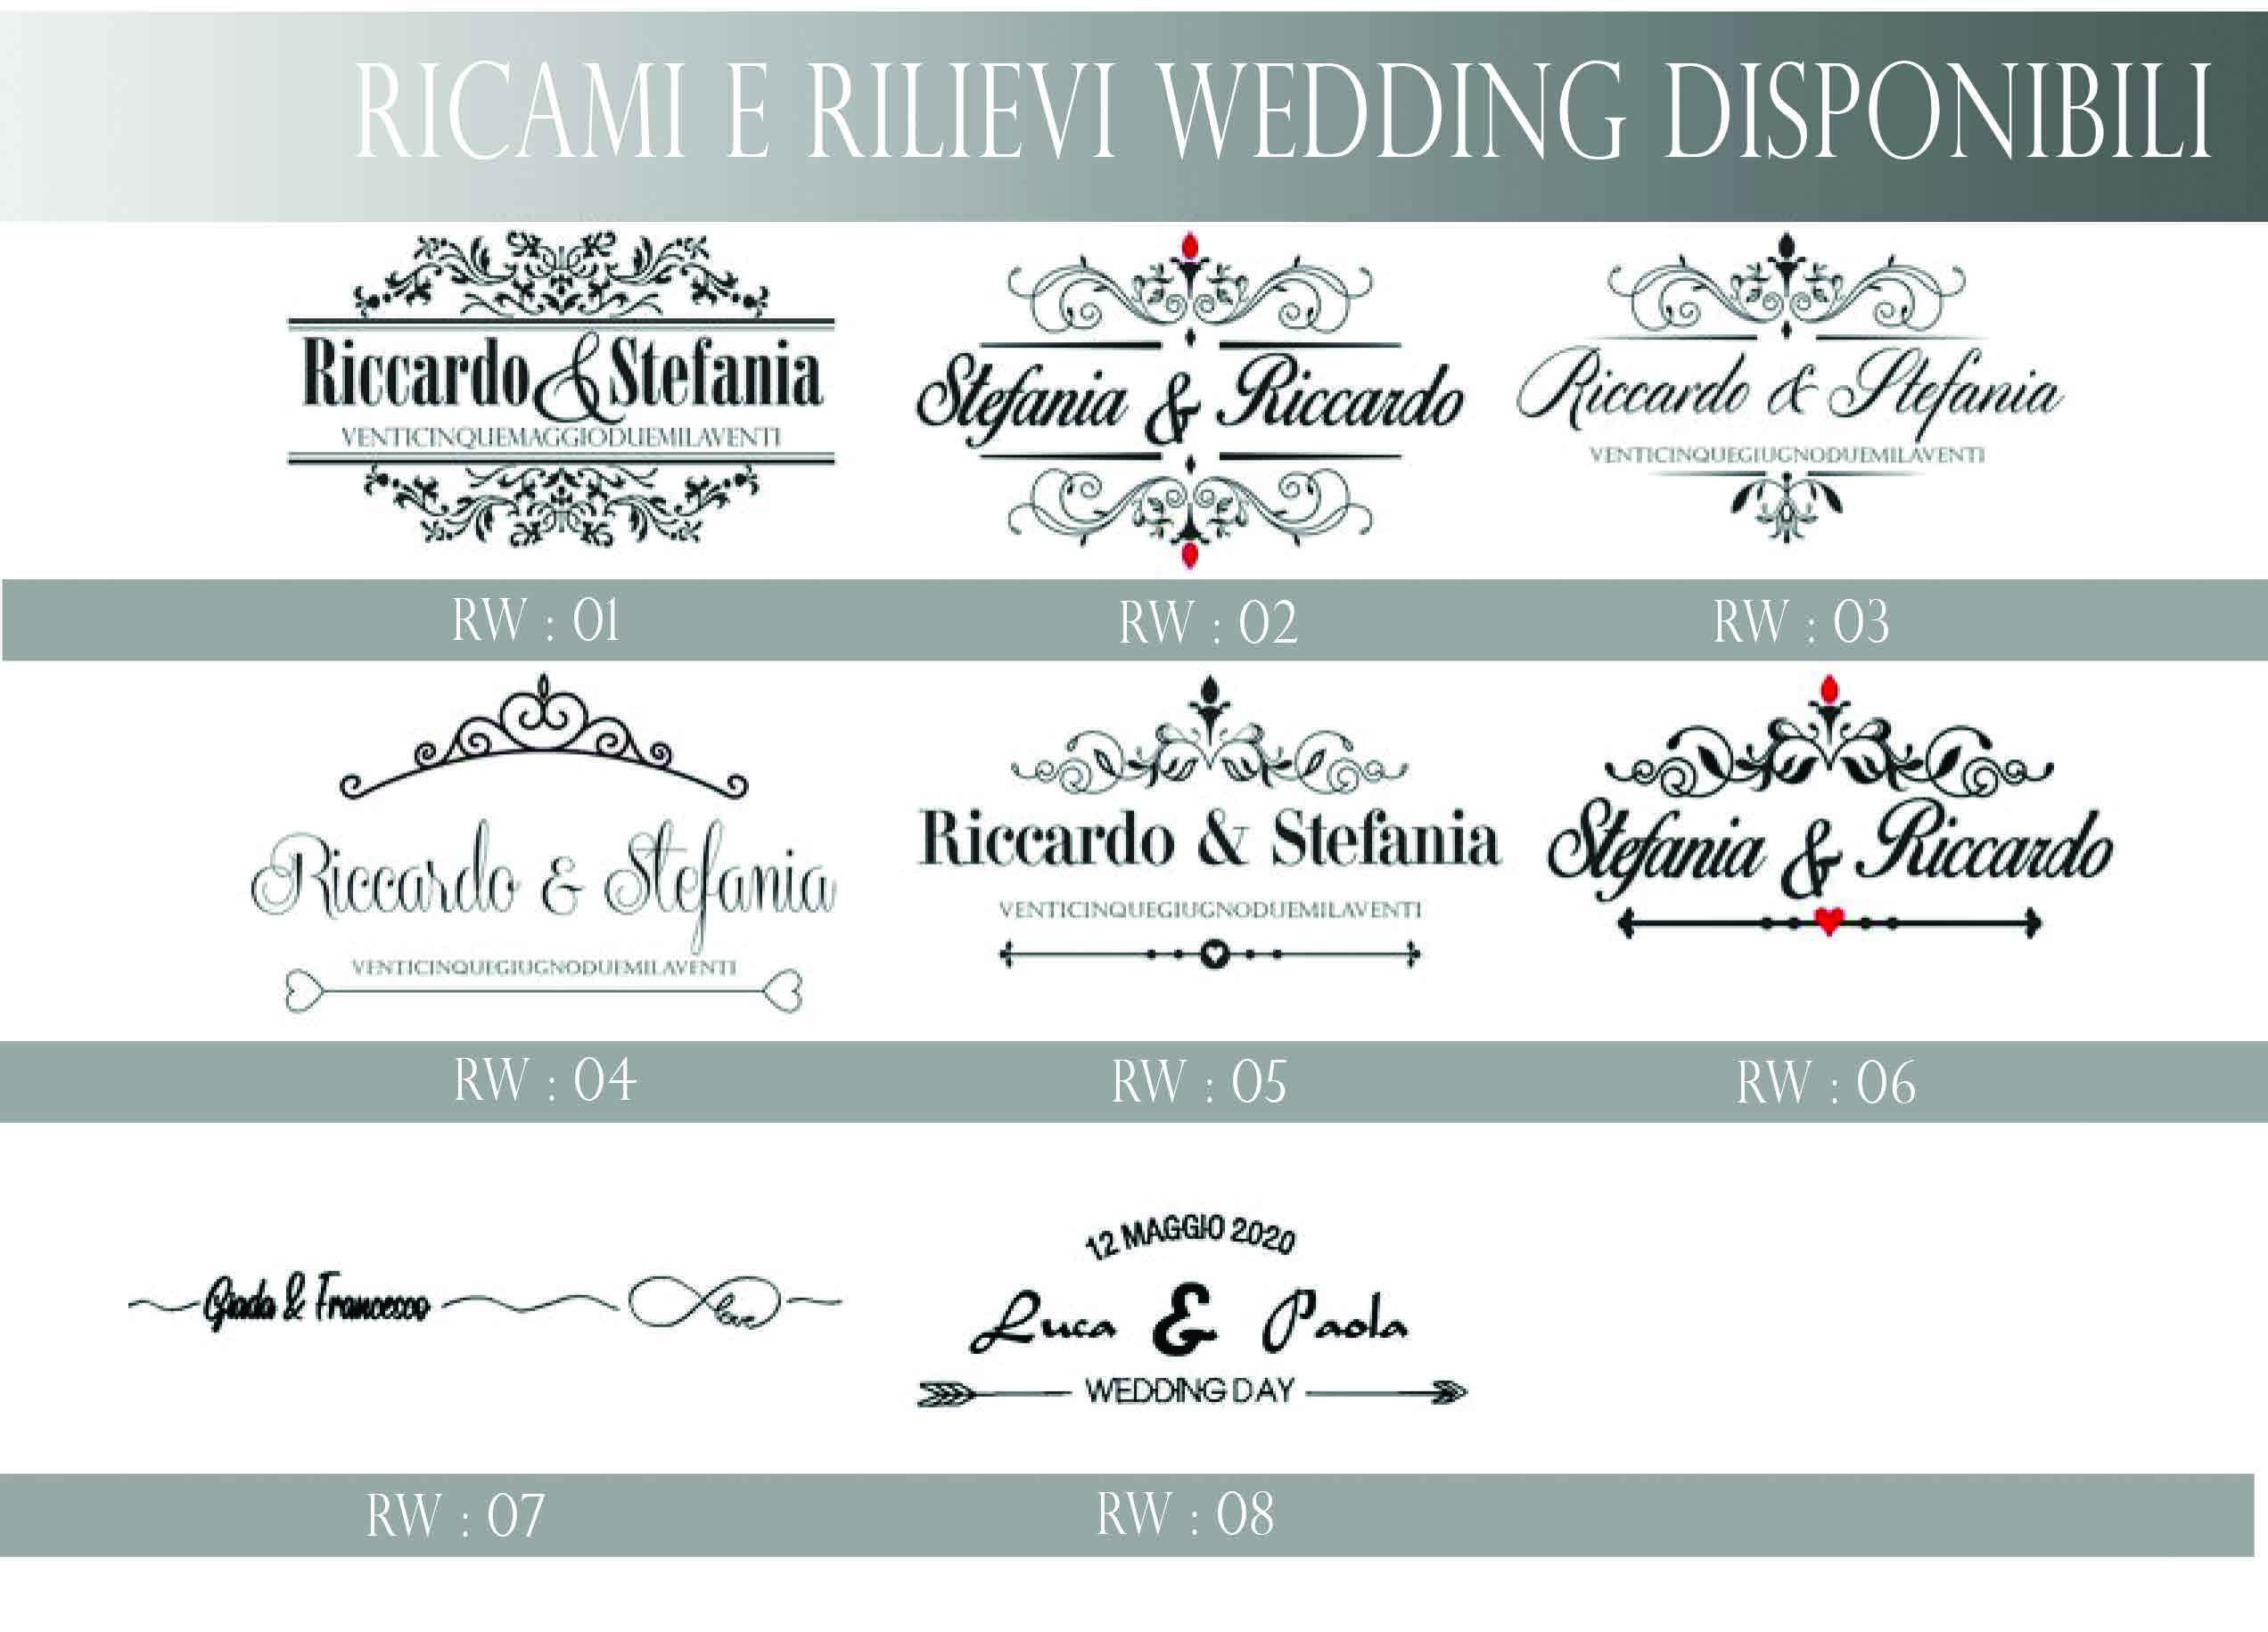 RICAMI E RILIEVI WEDDING DISPONIBILI
Riccardo & Stefania
VENTICINQUEMAGGIODUEMILAVENTI
Stefania & Riccardo
Riccardo & Stefania
VENTICINQUEGIUGNODUEMILAVENTI
RW : 01
RW : 02
RW : 03
Riccardo & Stefania
VENTICINQUEGIUGNODUEMILAVENTI
Riccardo & Stefania
VENTICINQUEGIUGNODUEMILAVENTI
Stefania & Riccardo
RW : 04
RW : 05
RW : 06
Giada & Francesco
love
12 MAGGIO 2020
Luca & Paola
WEDDING DAY
RW : 07
RW : 08